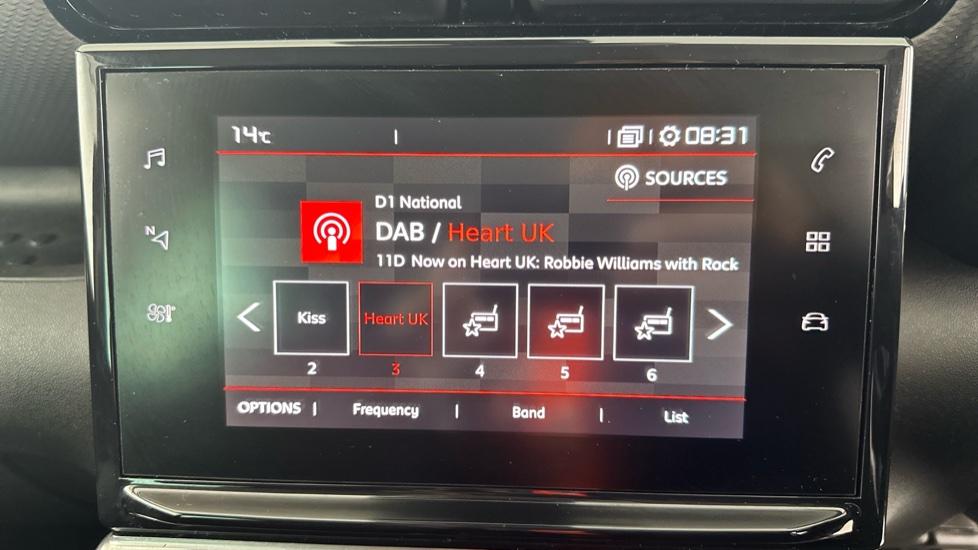 14°C 08:31
SOURCES
D1 National
DAB / Heart UK
11D Now on Heart UK: Robbie Williams with Rock
N
Kiss Heart UK
2 3 4 5 6
OPTIONS Frequency Band List